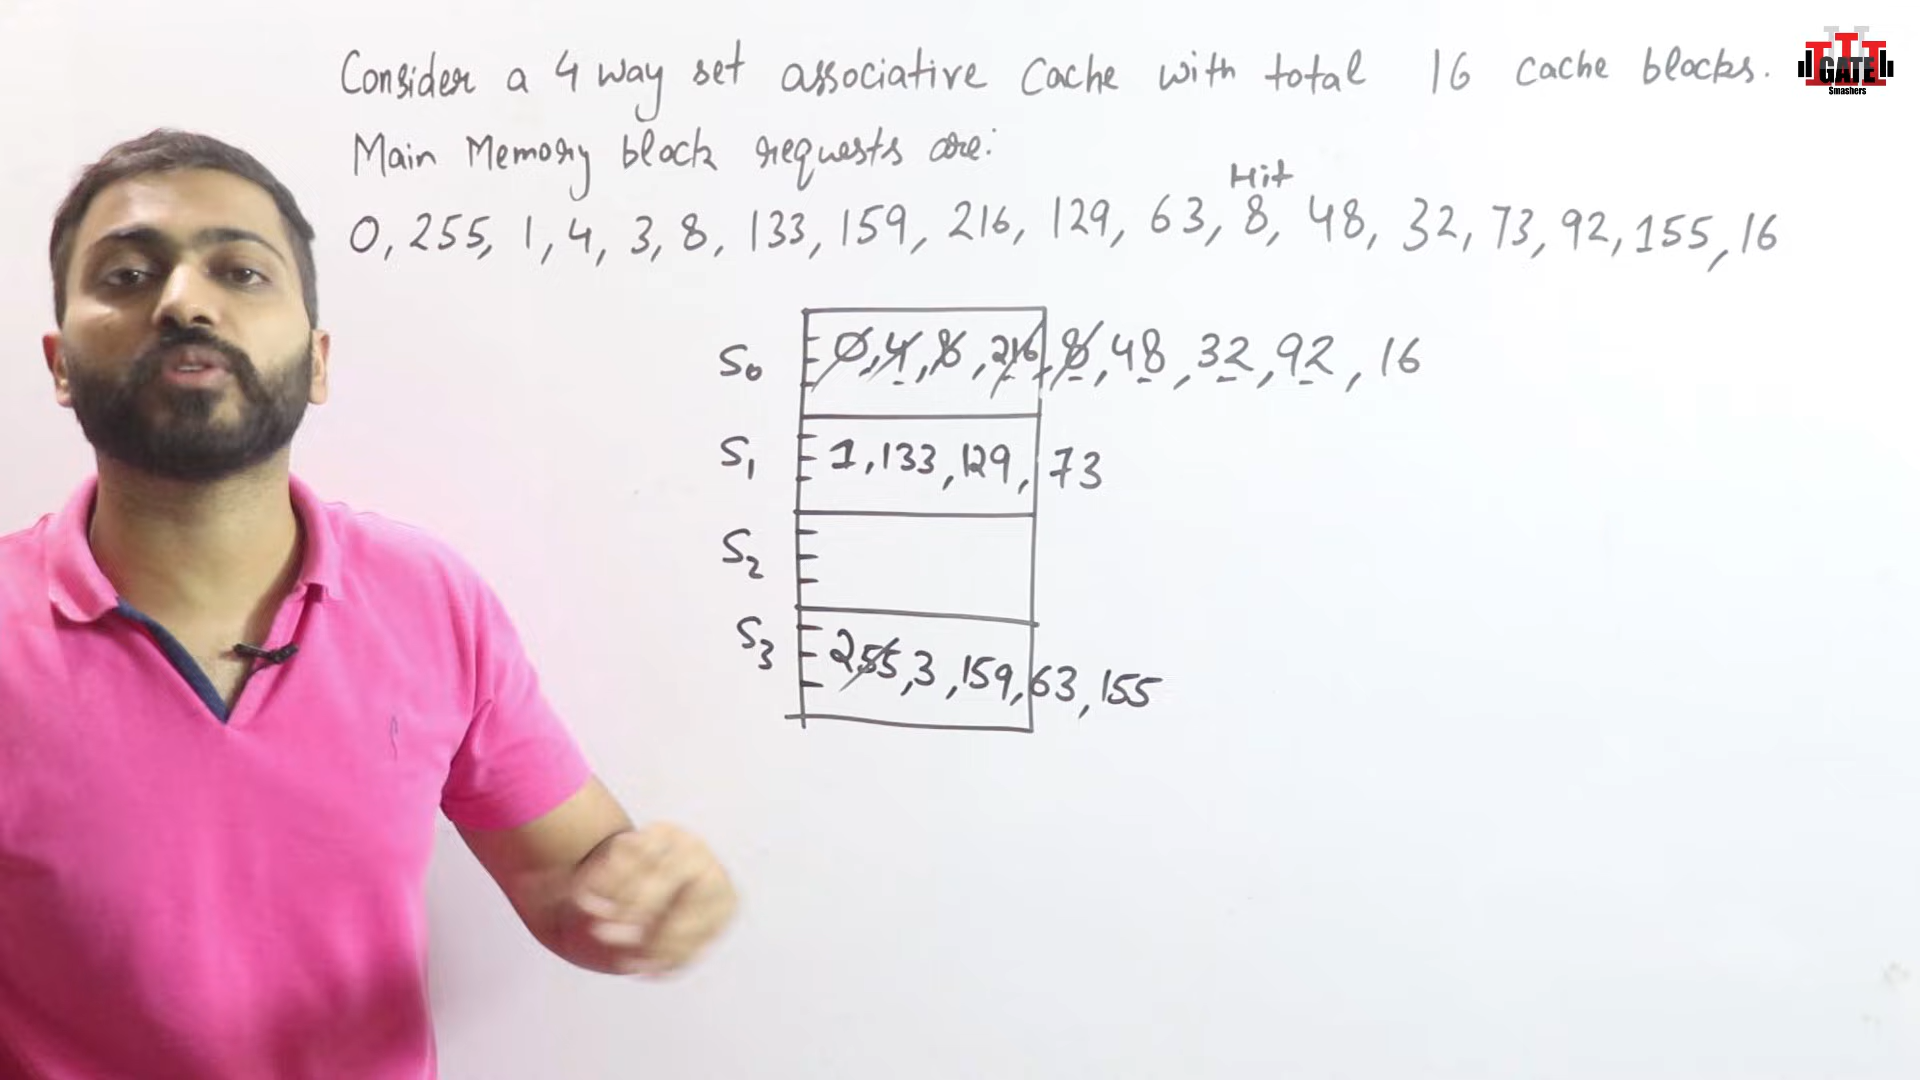 Consider a 4 way set associative Cache with total 16 cache blocks.
Main Memory block requests are:
Hit
0, 255, 1, 4, 3, 8, 133, 159, 216, 129, 63, 8, 48, 32, 73, 92, 155, 16
S0 0, 4, 8, 216, 8, 48, 32, 92, 16
S1 1, 133, 129, 73
S2
S3 255, 3, 159, 63, 155
GATE
Smashers